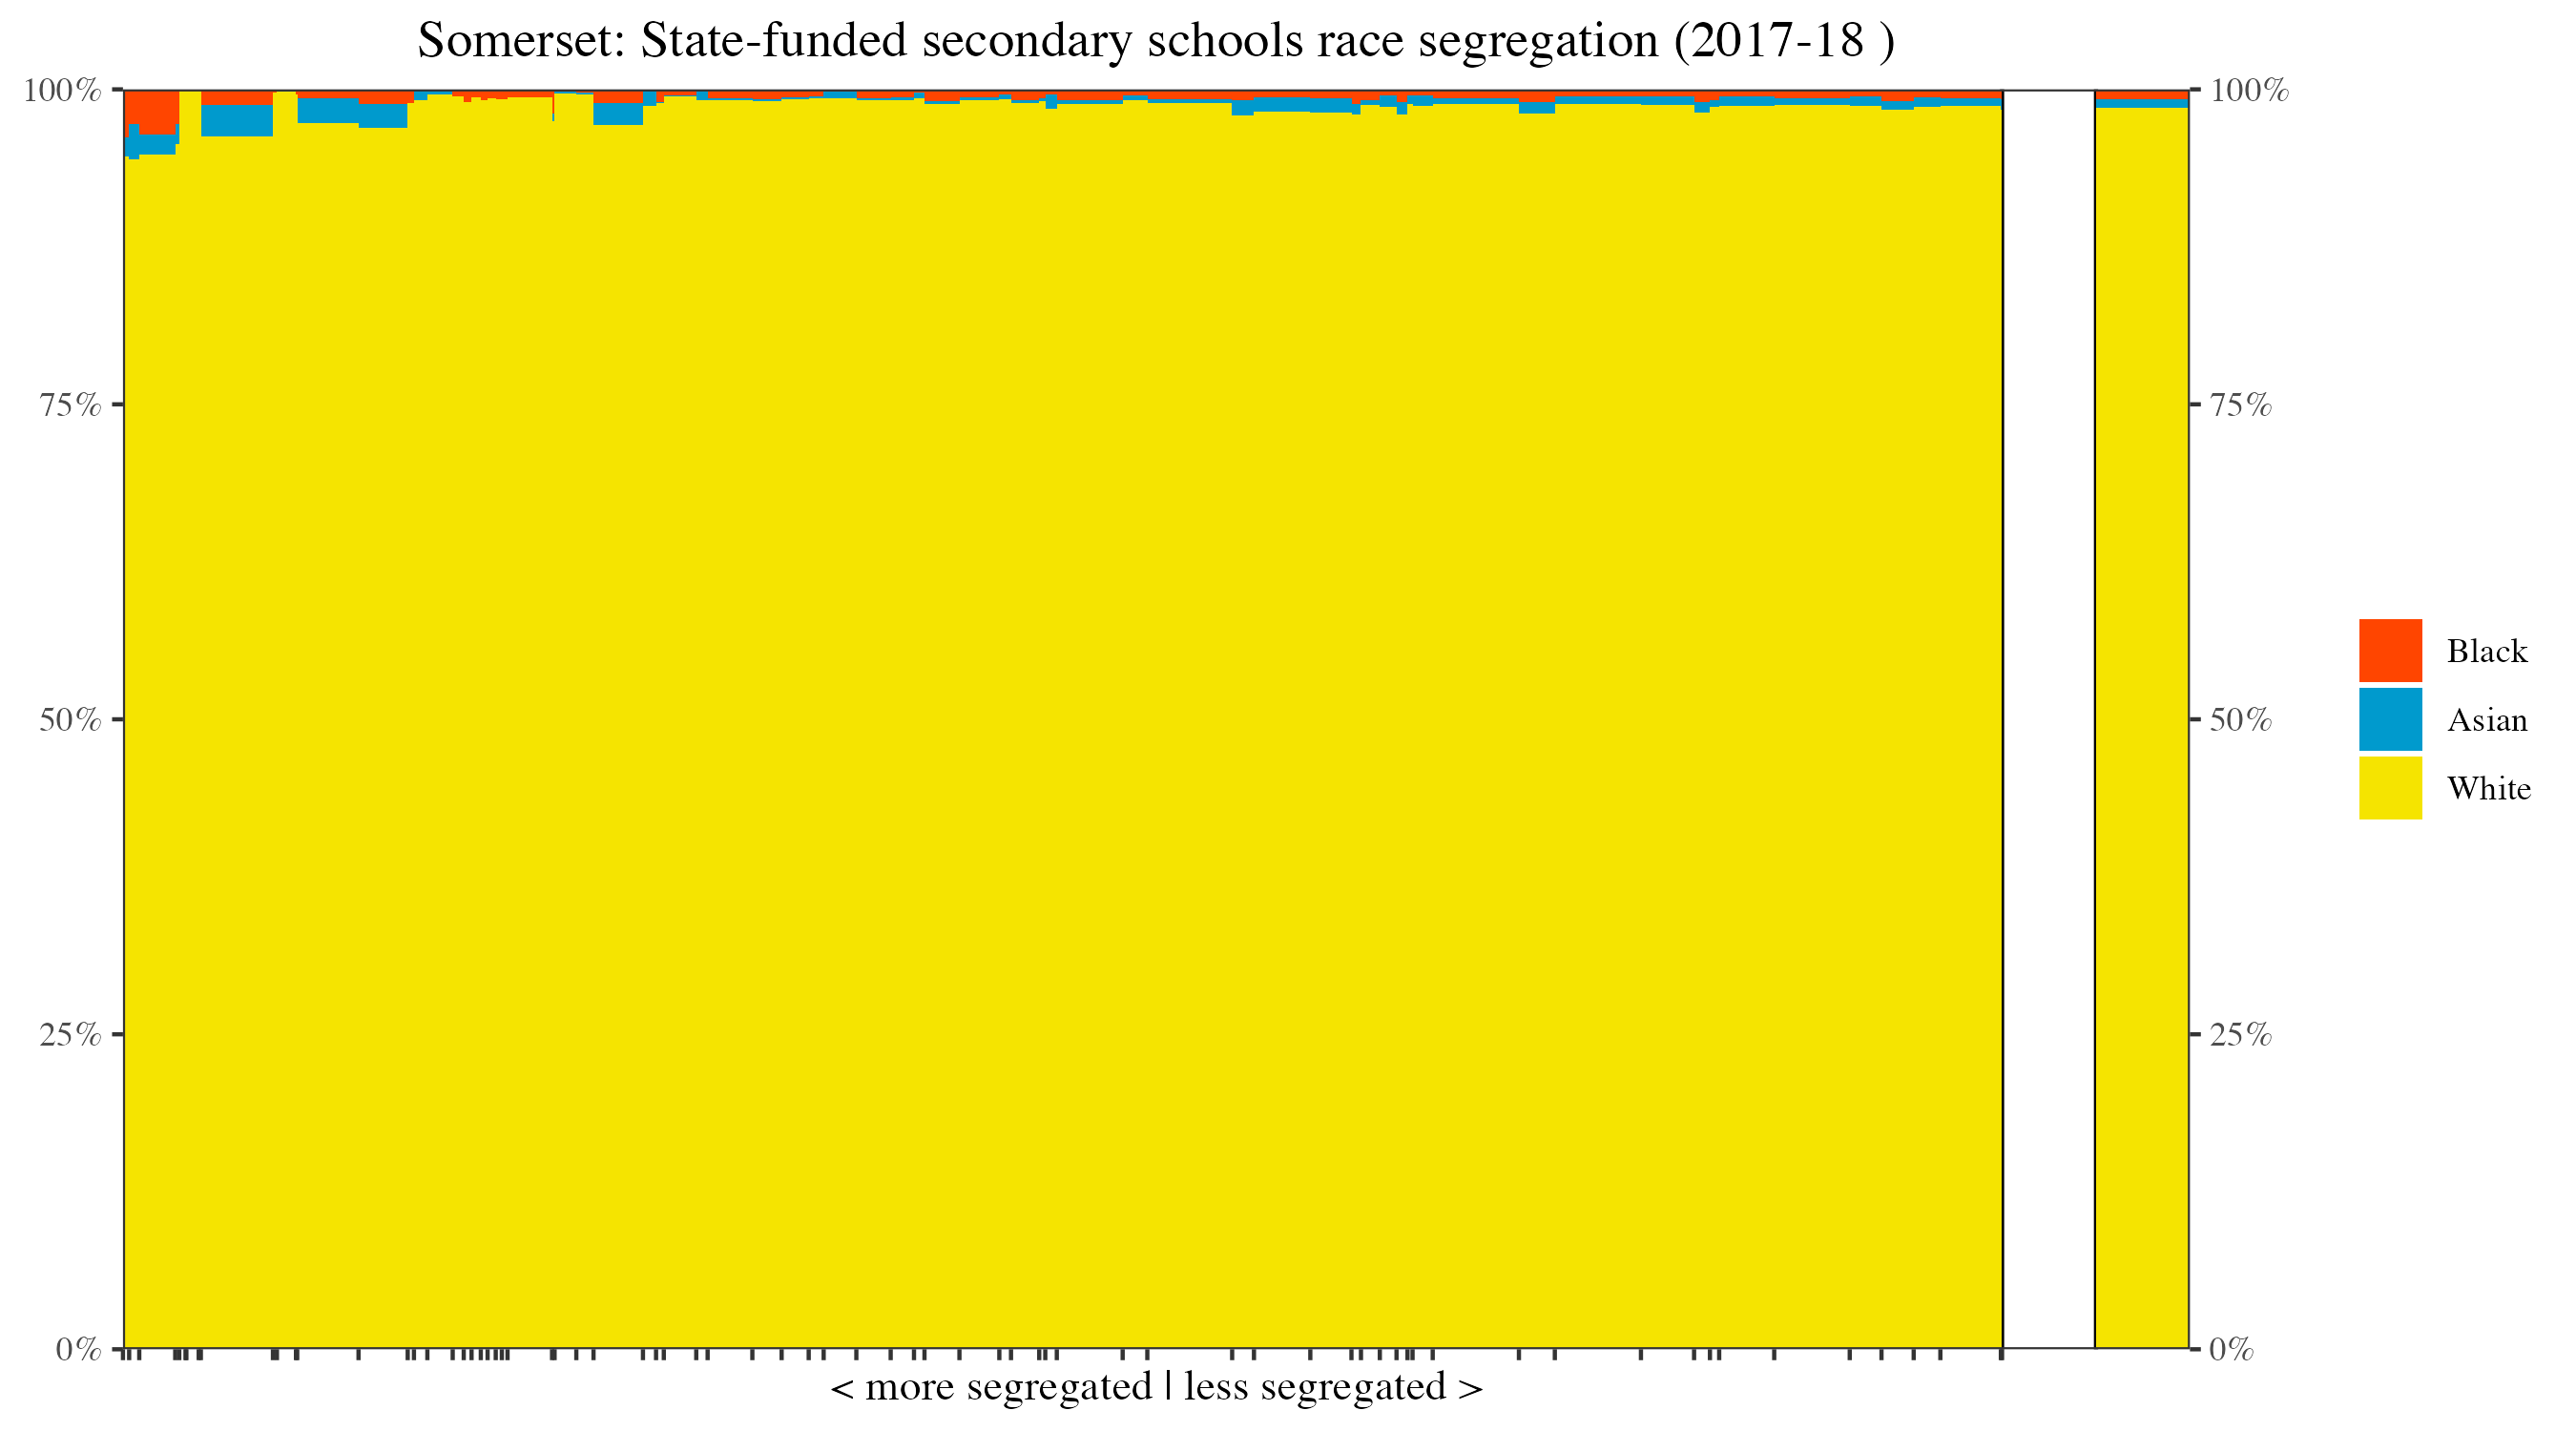 Somerset: State-funded secondary schools race segregation (2017-18 )
100%
75%
50%
25%
0%
100%
75%
50%
25%
0%
Black
Asian
White
< more segregated | less segregated >